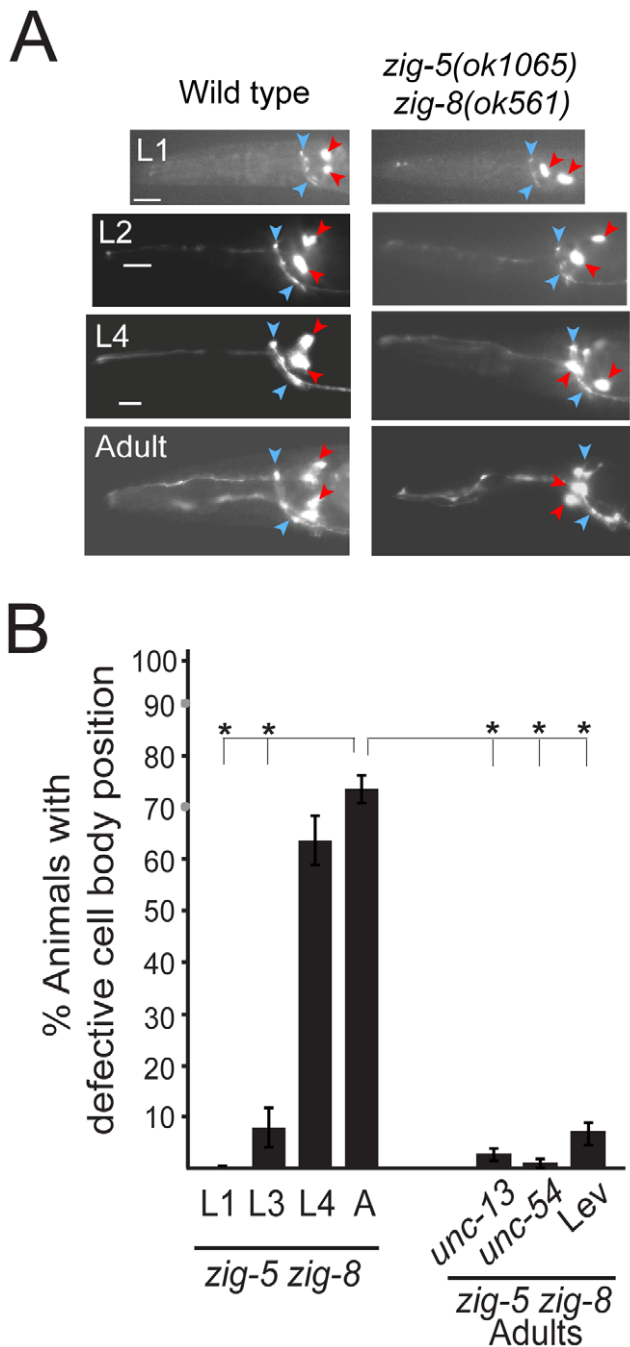 A
Wild type
zig-5(ok1065)
zig-8(ok561)
L1
L2
L4
Adult
B
% Animals with
defective cell body position
100
90
80
70
60
50
40
30
20
10
* * * * *
L1 L3 L4 A
unc-13 unc-54 Lev
zig-5 zig-8
zig-5 zig-8
Adults